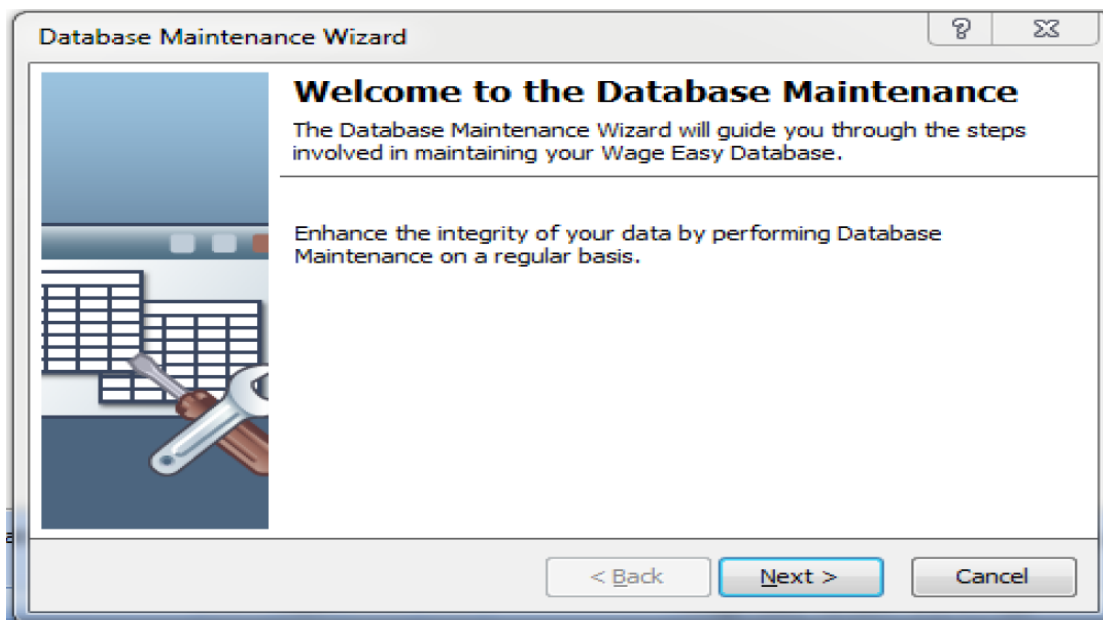 Database Maintenance Wizard
Welcome to the Database Maintenance
The Database Maintenance Wizard will guide you through the steps
involved in maintaining your Wage Easy Database.
Enhance the integrity of your data by performing Database
Maintenance on a regular basis.
< Back Next > Cancel